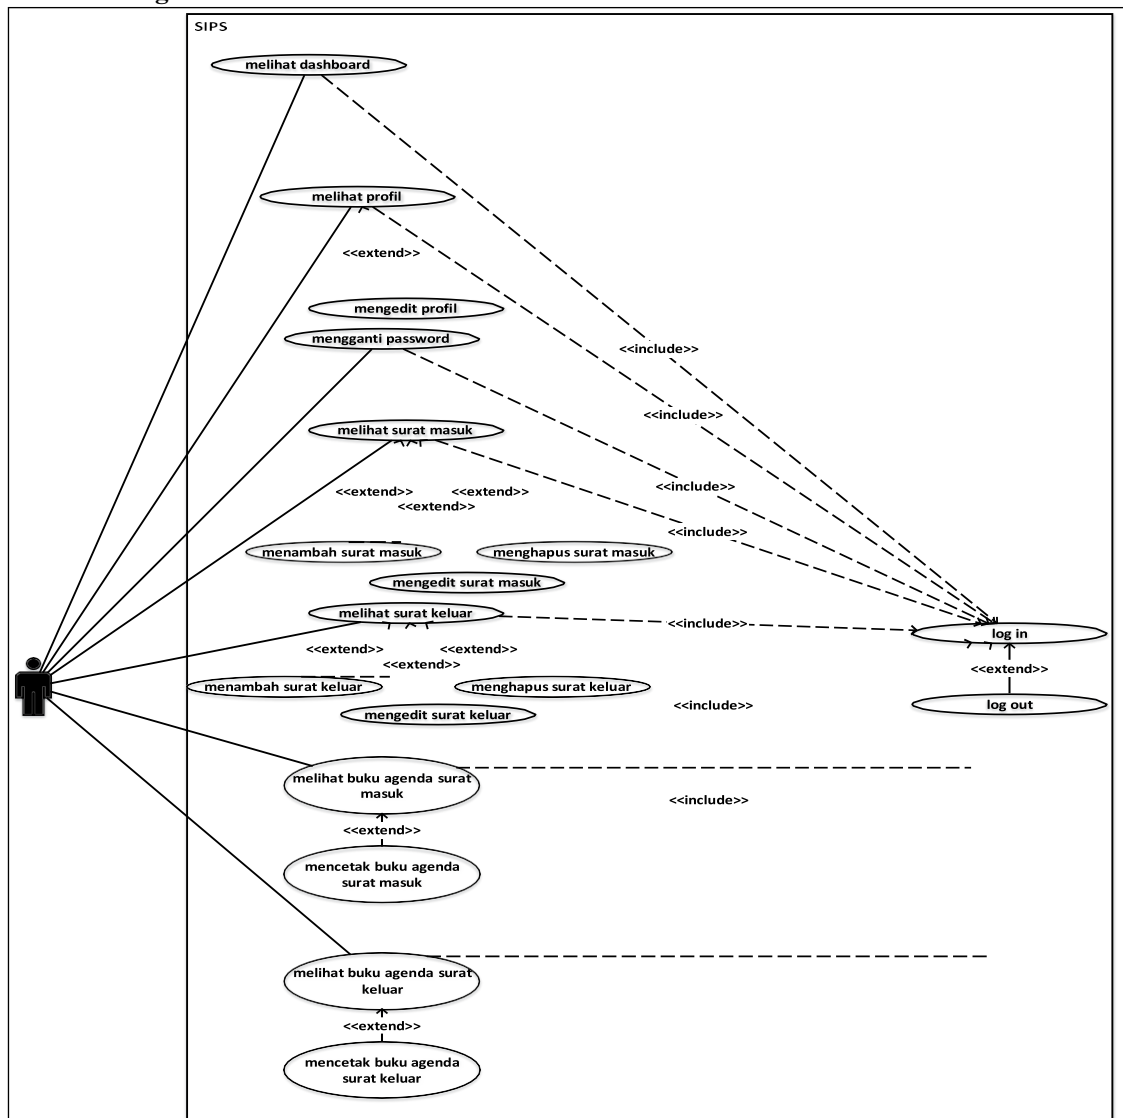 SIPS
melihat dashboard
melihat profil
<<extend>>
mengedit profil
mengganti password
<<include>>
<<include>>
melihat surat masuk
<<include>>
<<extend>>
<<extend>>
<<extend>>
<<include>>
menambah surat masuk
menghapus surat masuk
mengedit surat masuk
melihat surat keluar
<<include>>
log in
<<extend>>
<<extend>>
<<extend>>
<<extend>>
menambah surat keluar
menghapus surat keluar
mengedit surat keluar
<<include>>
log out
melihat buku agenda surat
masuk
<<include>>
<<extend>>
mencetak buku agenda
surat masuk
melihat buku agenda surat
keluar
<<extend>>
mencetak buku agenda
surat keluar